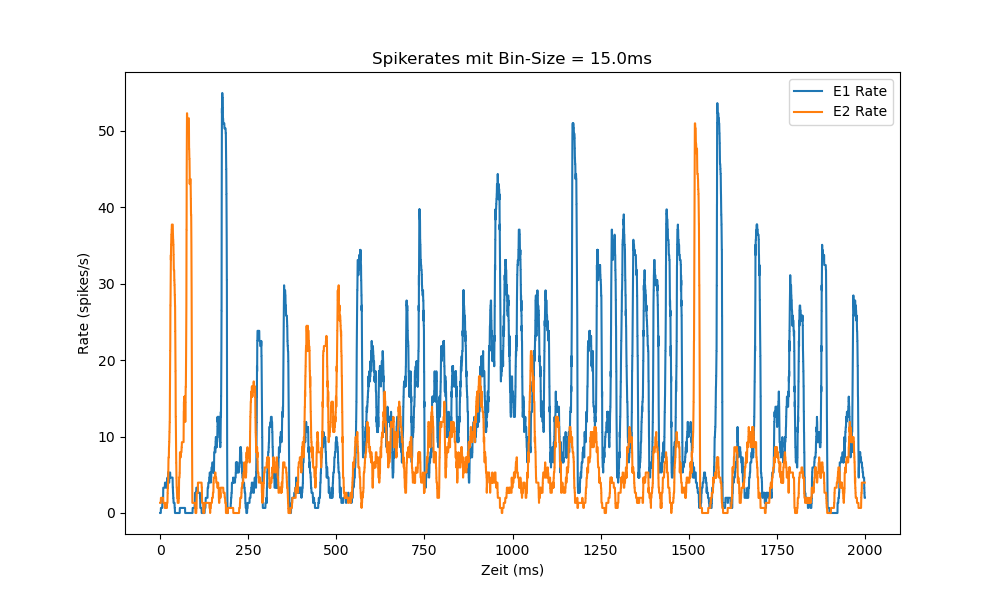 Spikerates mit Bin-Size = 15.0ms
E1 Rate
E2 Rate
50
40
30
20
10
0
Rate (spikes/s)
0 250 500 750 1000 1250 1500 1750 2000
Zeit (ms)